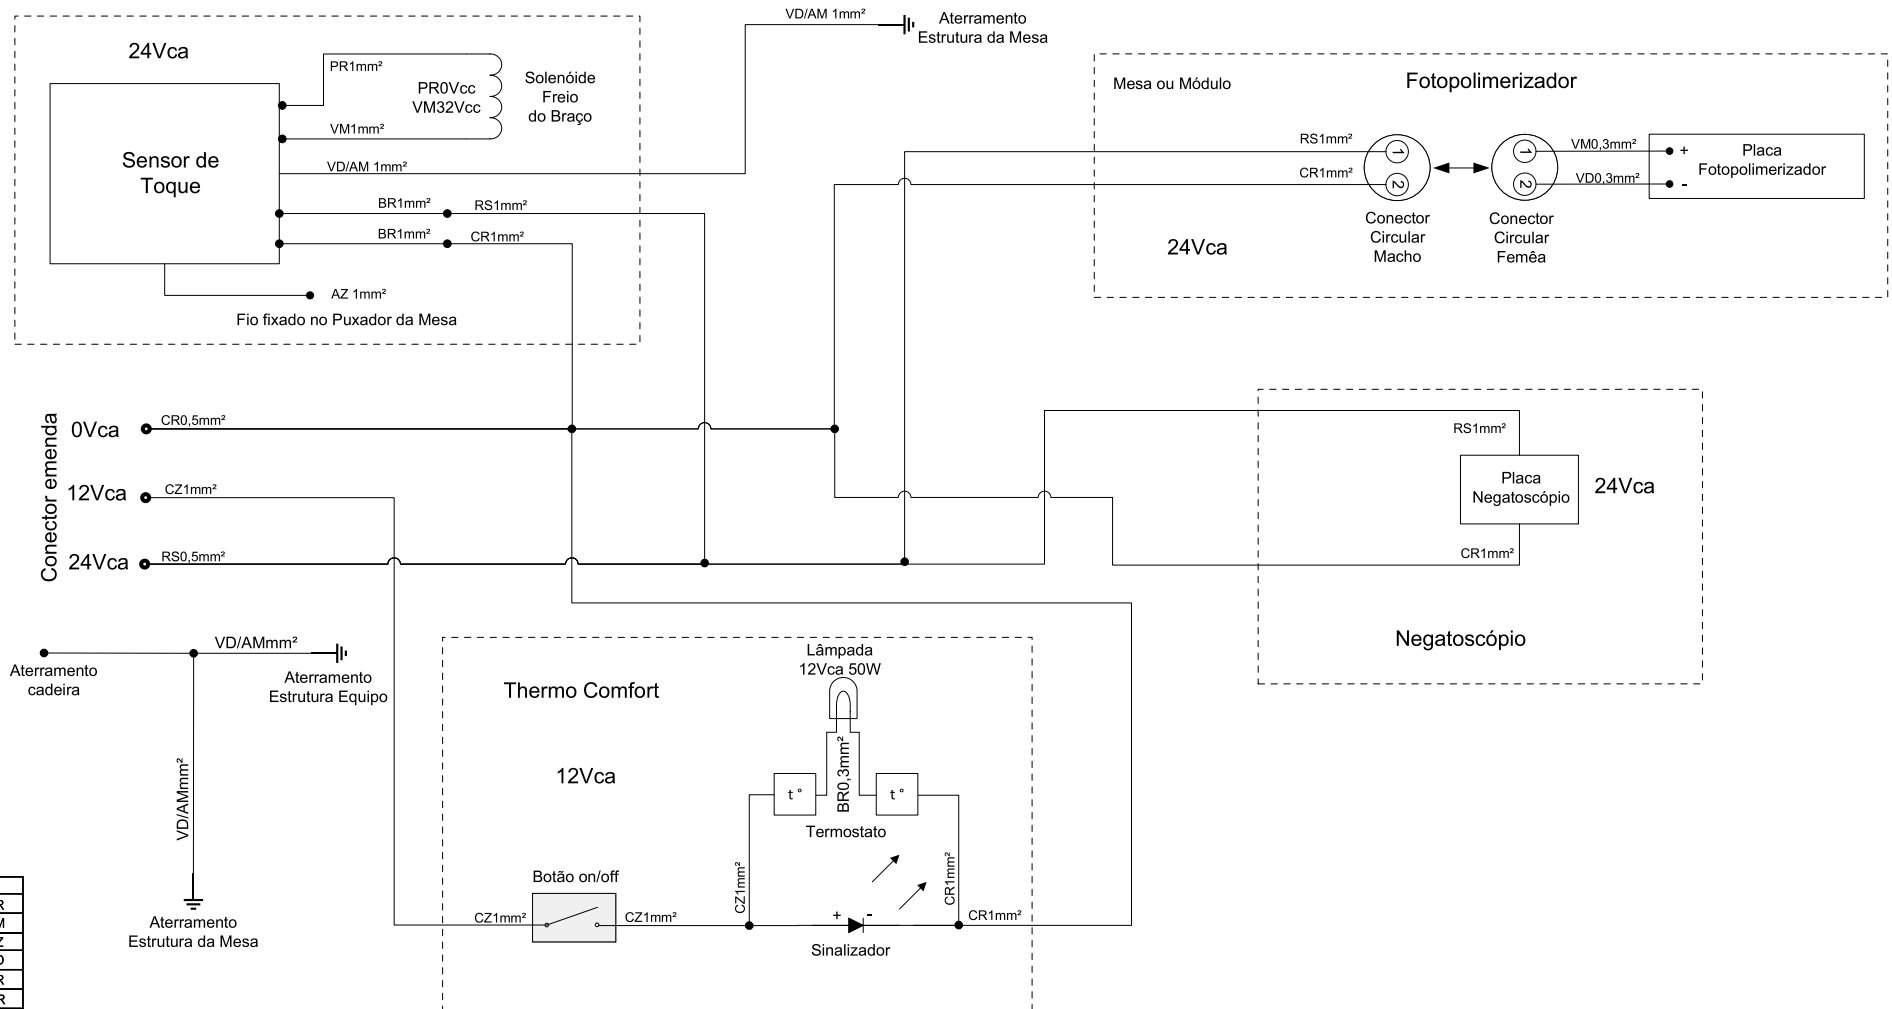 24Vca
PR1mm²
PR0Vcc
VM32Vcc
Solenóide
Freio
do Braço
VM1mm²
Sensor de
Toque
VD/AM 1mm²
BR1mm²
RS1mm²
BR1mm²
CR1mm²
AZ 1mm²
Fio fixado no Puxador da Mesa
VD/AM 1mm²
Aterramento
Estrutura da Mesa
Mesa ou Módulo
Fotopolimerizador
RS1mm²
CR1mm²
1
2
1
2
VM0,3mm²
VD0,3mm²
+
-
Placa
Fotopolimerizador
Conector
Circular
Macho
Conector
Circular
Femêa
24Vca
Conector emenda
0Vca
CR0,5mm²
12Vca
CZ1mm²
24Vca
RS0,5mm²
RS1mm²
Placa
Negatoscópio
24Vca
CR1mm²
Negatoscópio
VD/AMmm²
Aterramento
cadeira
Aterramento
Estrutura Equipo
VD/AMmm²
Aterramento
Estrutura da Mesa
Thermo Comfort
12Vca
Lâmpada
12Vca 50W
BR0,3mm²
t°
t°
Termostato
CZ1mm²
CR1mm²
Botão on/off
CZ1mm²
CZ1mm²
+
-
CR1mm²
Sinalizador
R
M
Z
R
R